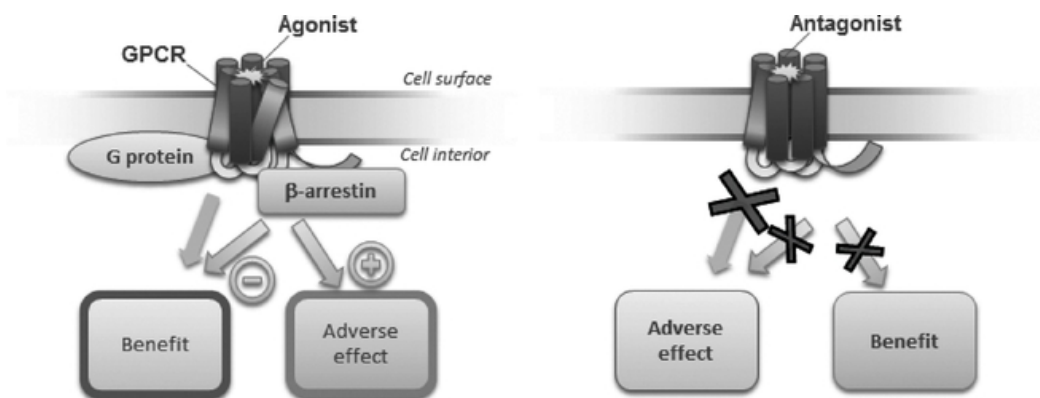 Agonist
GPCR
Cell surface
G protein
Cell interior
β-arrestin
−
+
Benefit
Adverse
effect
Antagonist
Adverse
effect
Benefit